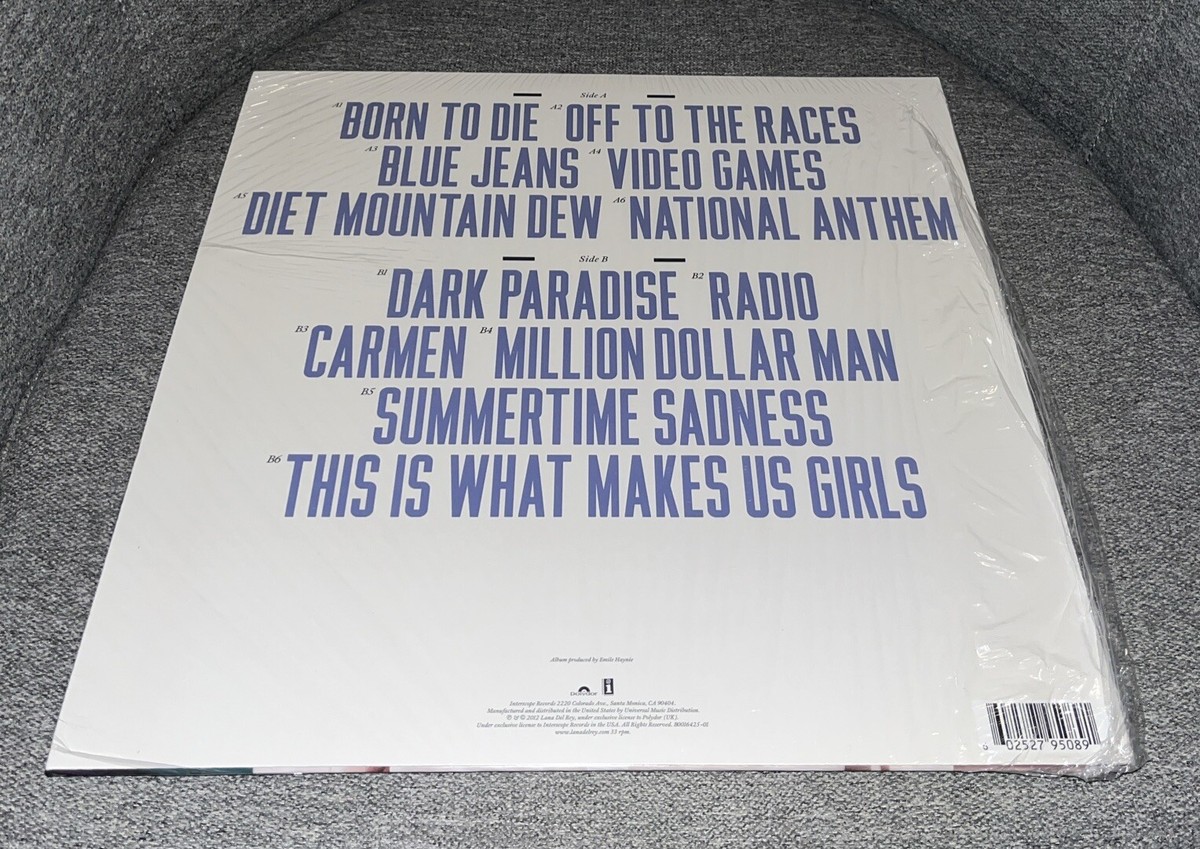 Side A
A1 BORN TO DIE A2 OFF TO THE RACES
A3 BLUE JEANS A4 VIDEO GAMES
A5 DIET MOUNTAIN DEW A6 NATIONAL ANTHEM
Side B
B1 DARK PARADISE B2 RADIO
B3 CARMEN B4 MILLION DOLLAR MAN
B5 SUMMERTIME SADNESS
B6 THIS IS WHAT MAKES US GIRLS
Album produced by Emile Haynie
Interscope Records 2220 Colorado Ave., Santa Monica, CA 90404.
Manufactured and distributed in the United States by Universal Music Distribution.
℗ & © 2012 Lana Del Rey, under exclusive license to Polydor (UK).
Under exclusive license to Interscope Records in the USA. All Rights Reserved. B0016425-01
www.lanadelrey.com 33 rpm.
02527 95089